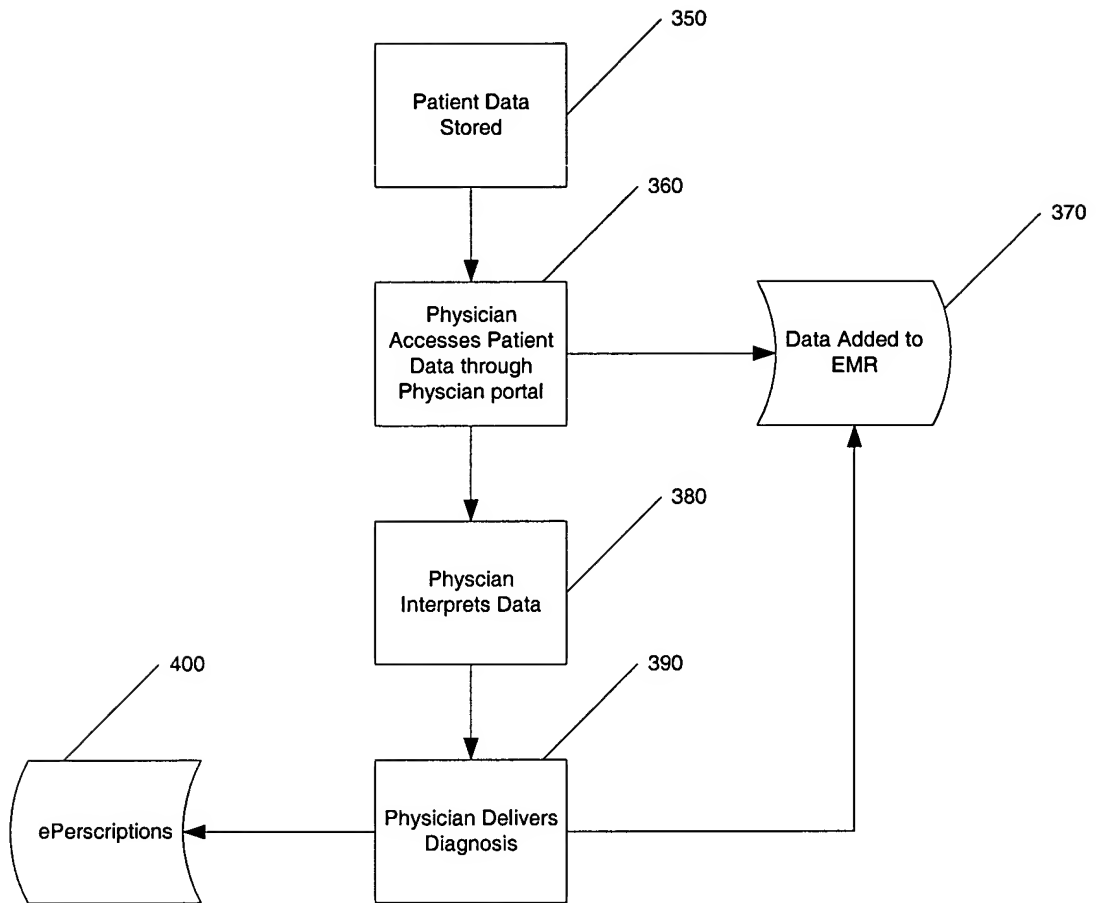 350
Patient Data
Stored
360
370
Physician
Accesses Patient
Data through
Physcian portal
Data Added to
EMR
380
Physcian
Interprets Data
400
390
ePerscriptions
Physician Delivers
Diagnosis